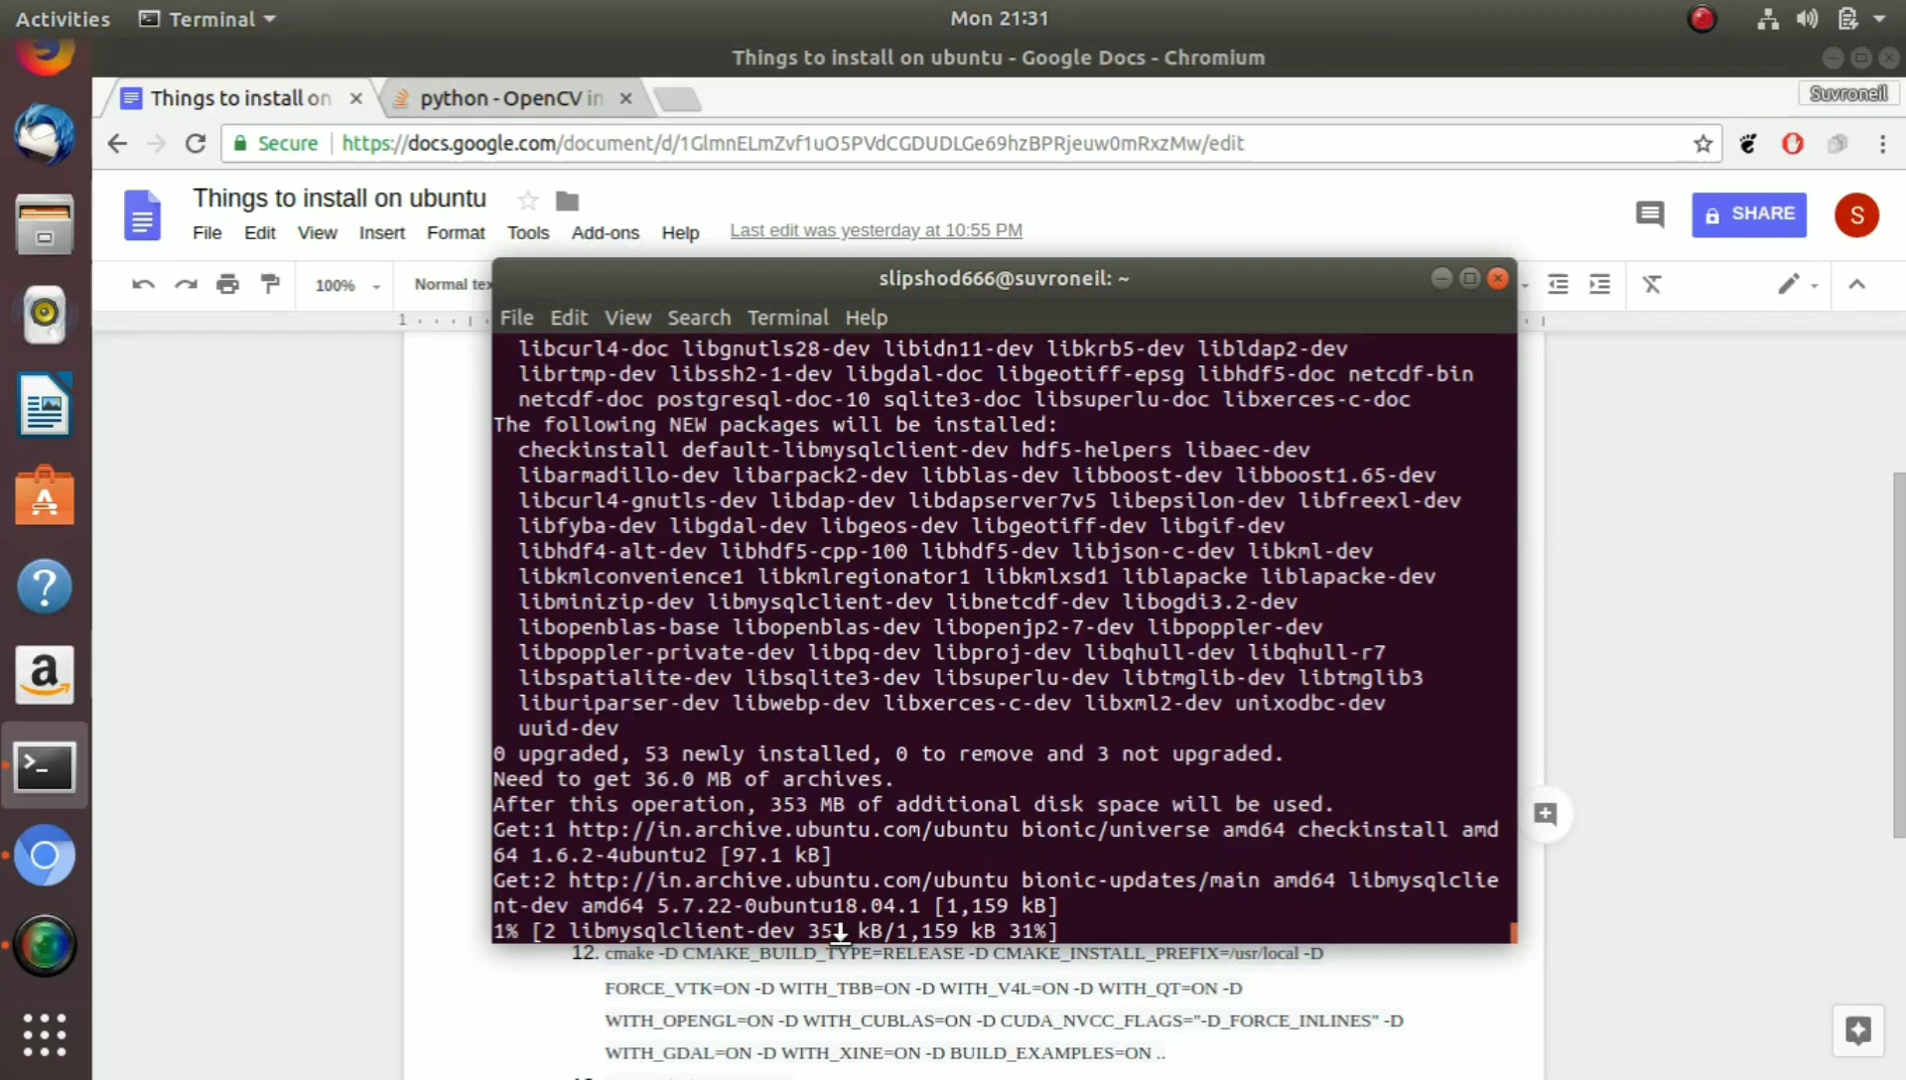 Activities
Terminal
Mon 21:31
Things to install on ubuntu - Google Docs - Chromium
Things to install on
python - OpenCV in
Suvroneil
Secure
https://docs.google.com/document/d/1GlmnELmZvf1uO5PVdCGDUDLGe69hzBPRjeuw0mRxzMw/edit
Things to install on ubuntu
File Edit View Insert Format Tools Add-ons Help
Last edit was yesterday at 10:55 PM
SHARE
S
100%
Normal tex
1
slipshod666@suvroneil: ~
File Edit View Search Terminal Help
libcurl4-doc libgnutls28-dev libidn11-dev libkrb5-dev libldap2-dev
librtmp-dev libssh2-1-dev libgdal-doc libgeotiff-epsg libhdf5-doc netcdf-bin
netcdf-doc postgresql-doc-10 sqlite3-doc libsuperlu-doc libxerces-c-doc
The following NEW packages will be installed:
checkinstall default-libmysqlclient-dev hdf5-helpers libaec-dev
libarmadillo-dev libarpack2-dev libblas-dev libboost-dev libboost1.65-dev
libcurl4-gnutls-dev libdap-dev libdapserver7v5 libepsilon-dev libfreexl-dev
libfyba-dev libgdal-dev libgeos-dev libgeotiff-dev libgif-dev
libhdf4-alt-dev libhdf5-cpp-100 libhdf5-dev libjson-c-dev libkml-dev
libkmlconvenience1 libkmlregionator1 libkmlxsd1 liblapacke liblapacke-dev
libminizip-dev libmysqlclient-dev libnetcdf-dev libogdi3.2-dev
libopenblas-base libopenblas-dev libopenjp2-7-dev libpoppler-dev
libpoppler-private-dev libpq-dev libproj-dev libqhull-dev libqhull-r7
libspatialite-dev libsqlite3-dev libsuperlu-dev libtmglib-dev libtmglib3
liburiparser-dev libwebp-dev libxerces-c-dev libxml2-dev unixodbc-dev
uuid-dev
0 upgraded, 53 newly installed, 0 to remove and 3 not upgraded.
Need to get 36.0 MB of archives.
After this operation, 353 MB of additional disk space will be used.
Get:1 http://in.archive.ubuntu.com/ubuntu bionic/universe amd64 checkinstall amd
64 1.6.2-4ubuntu2 [97.1 kB]
Get:2 http://in.archive.ubuntu.com/ubuntu bionic-updates/main amd64 libmysqlclie
nt-dev amd64 5.7.22-0ubuntu18.04.1 [1,159 kB]
1% [2 libmysqlclient-dev kB/1,159 kB 31%]
12. cmake -D CMAKE_BUILD_TYPE=RELEASE -D CMAKE_INSTALL_PREFIX=/usr/local -D
FORCE_VTK=ON -D WITH_TBB=ON -D WITH_V4L=ON -D WITH_QT=ON -D
WITH_OPENGL=ON -D WITH_CUBLAS=ON -D CUDA_NVCC_FLAGS="-D_FORCE_INLINES" -D
WITH_GDAL=ON -D WITH_XINE=ON -D BUILD_EXAMPLES=ON ..